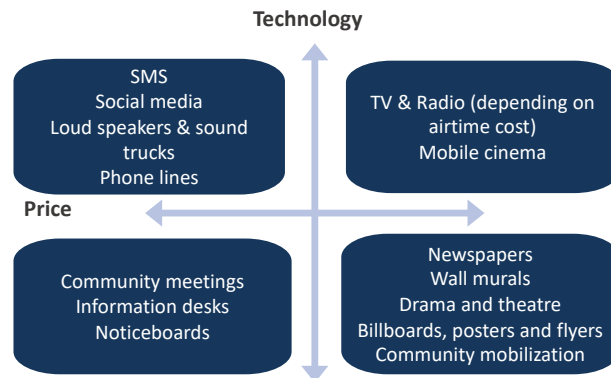 Technology
SMS
Social media
Loud speakers & sound
trucks
Phone lines
TV & Radio (depending on
airtime cost)
Mobile cinema
Price
Community meetings
Information desks
Noticeboards
Newspapers
Wall murals
Drama and theatre
Billboards, posters and flyers
Community mobilization